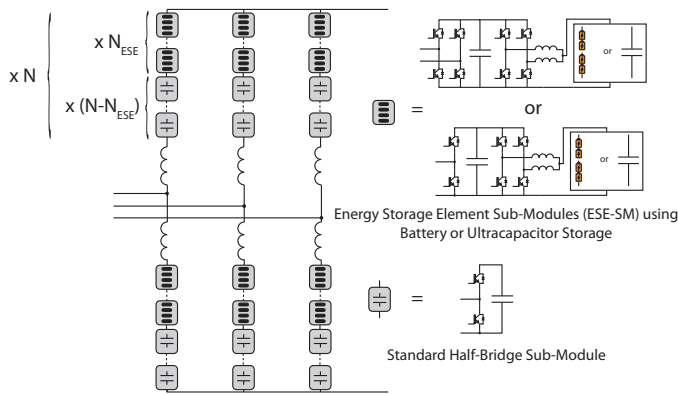 x N
x N_ESE
x (N-N_ESE)
or
=
or
or
Energy Storage Element Sub-Modules (ESE-SM) using
Battery or Ultracapacitor Storage
=
Standard Half-Bridge Sub-Module